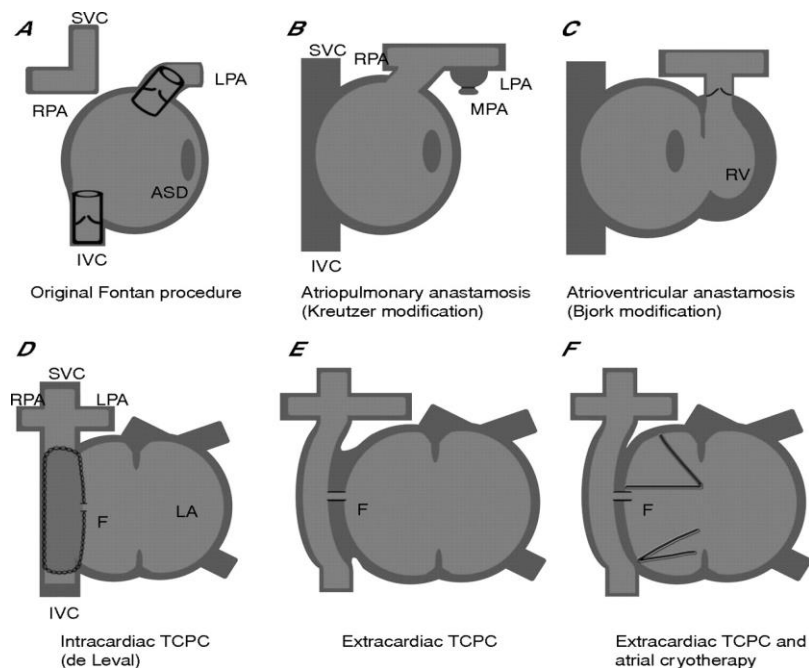 A
SVC
LPA
RPA
ASD
IVC
Original Fontan procedure
B
SVC
RPA
LPA
MPA
IVC
Atriopulmonary anastamosis
(Kreutzer modification)
C
RV
Atrioventricular anastamosis
(Bjork modification)
D
SVC
RPA LPA
F LA
IVC
Intracardiac TCPC
(de Leval)
E
F
Extracardiac TCPC
F
F
Extracardiac TCPC and
atrial cryotherapy